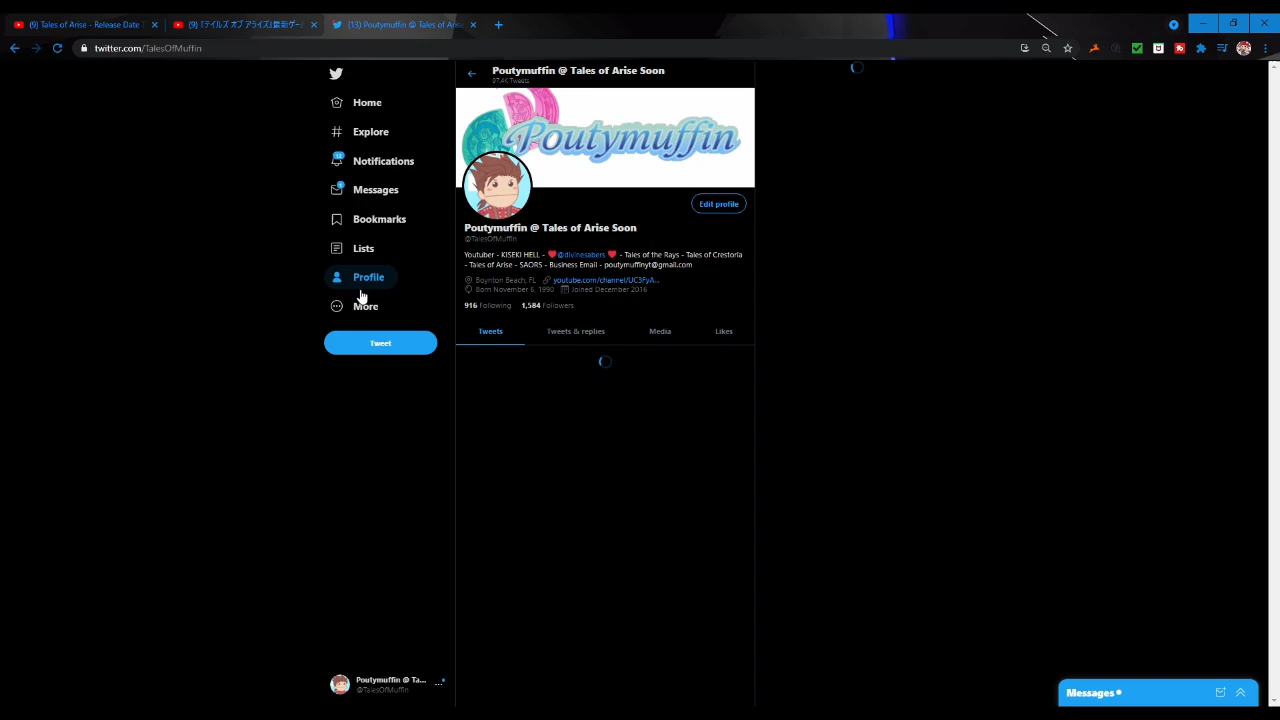 (9) Tales of Arise - Release Date T
(9) 『テイルズ オブ アライズ』最新ゲー
(13) Poutymuffin @ Tales of Arise
twitter.com/TalesOfMuffin
Home
Explore
11
Notifications
1
Messages
Bookmarks
Lists
Profile
More
Tweet
Poutymuffin @ Tales of Arise Soon
97.4K Tweets
Poutymuffin
Edit profile
Poutymuffin @ Tales of Arise Soon
@TalesOfMuffin
Youtuber - KISEKI HELL - ❤️@divinesabers ❤️ - Tales of the Rays - Tales of Crestoria
- Tales of Arise - SAORS - Business Email - poutymuffinyt@gmail.com
Boynton Beach, FL youtube.com/channel/UC3FyA...
Born November 6, 1990 Joined December 2016
916 Following 1,584 Followers
Tweets Tweets & replies Media Likes
Poutymuffin @ Ta... ...
@TalesOfMuffin
Messages